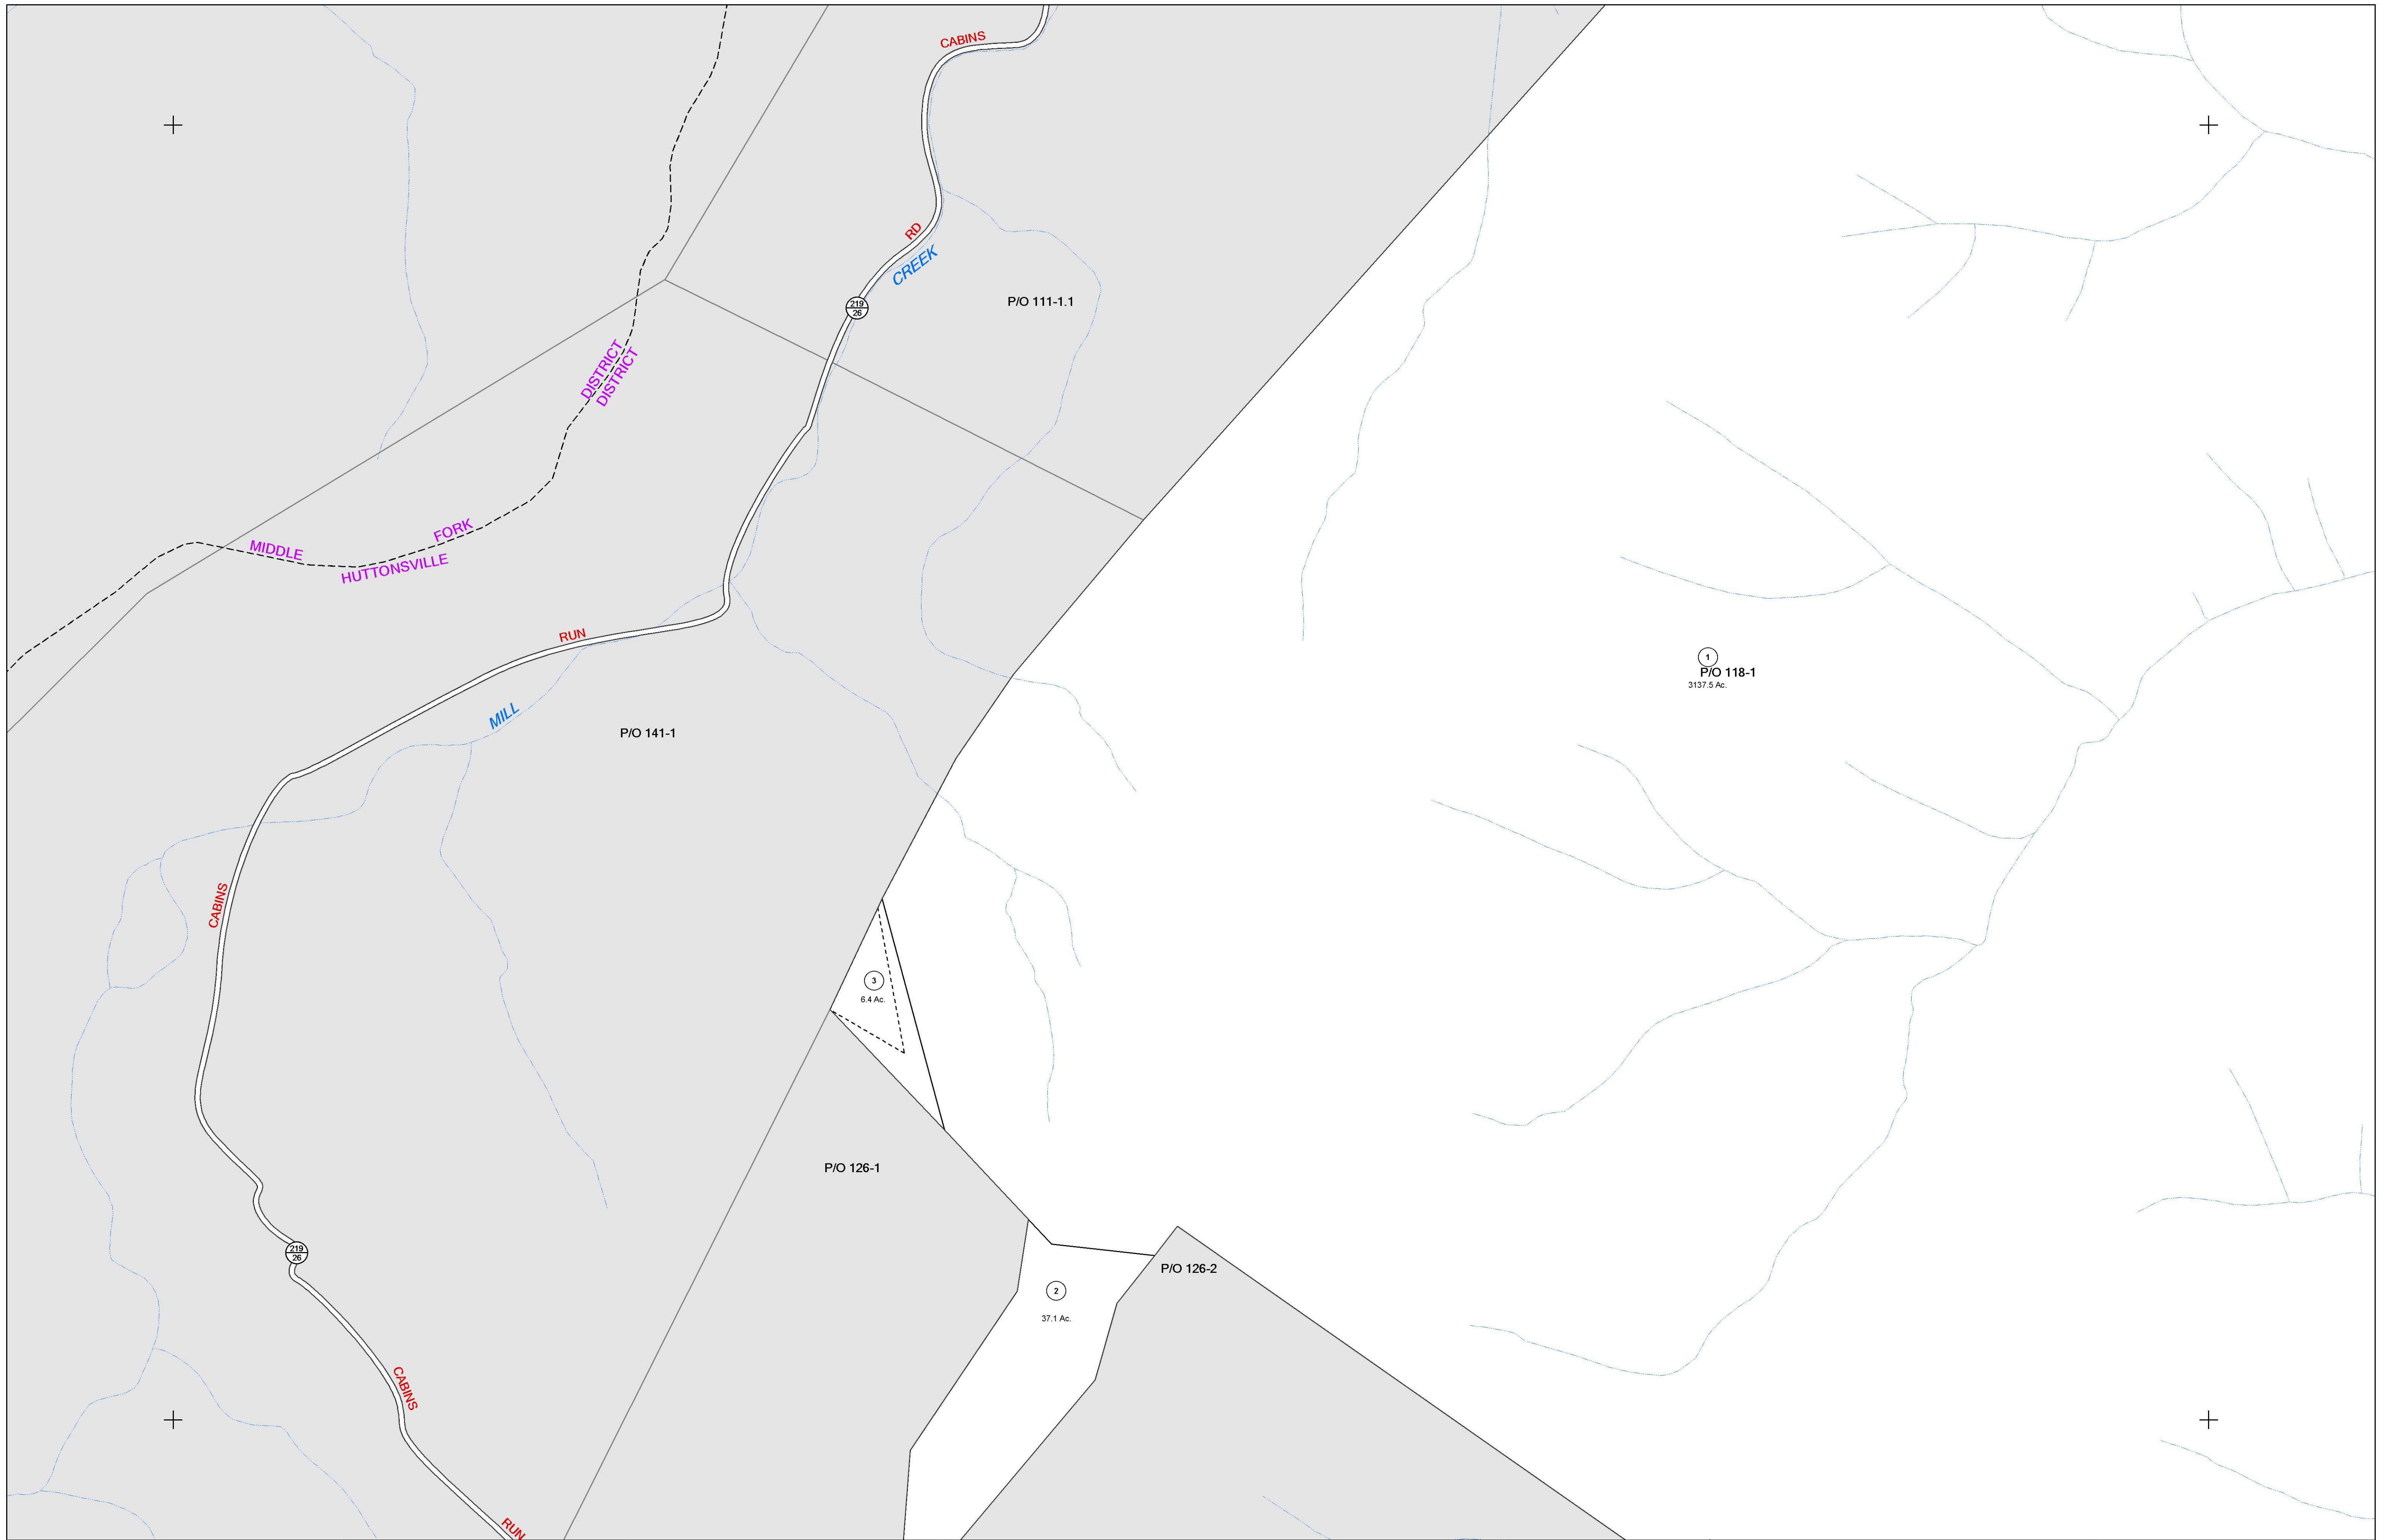 CABINS
RD
CREEK
P/O 111-1.1
219
26
DISTRICT
DISTRICT
MIDDLE
FORK
HUTTONSVILLE
RUN
1
P/O 118-1
3137.5 Ac.
MILL
P/O 141-1
CABINS
3
6.4 Ac.
P/O 126-1
219
26
P/O 126-2
2
37.1 Ac.
CABINS
RUN